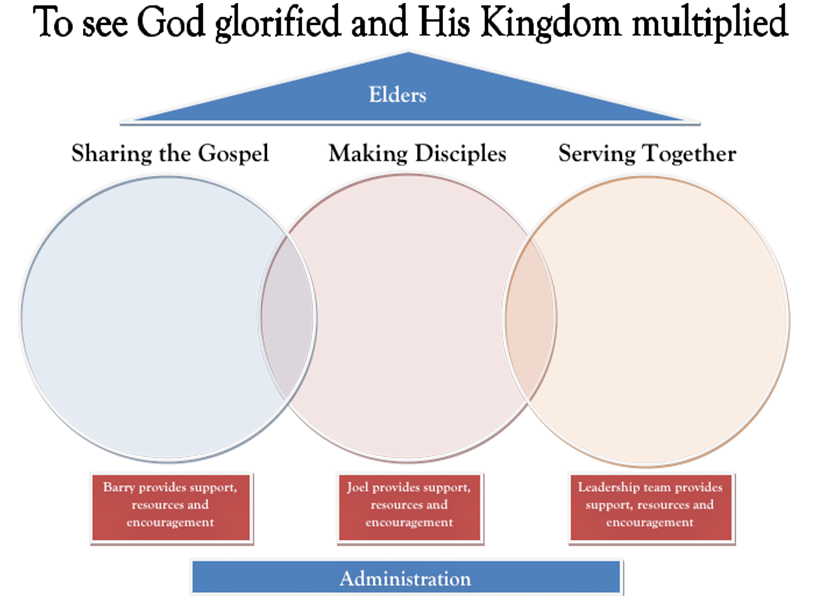 To see God glorified and His Kingdom multiplied
Elders
Sharing the Gospel
Making Disciples
Serving Together
Barry provides support,
resources and
encouragement
Joel provides support,
resources and
encouragement
Leadership team provides
support, resources and
encouragement
Administration